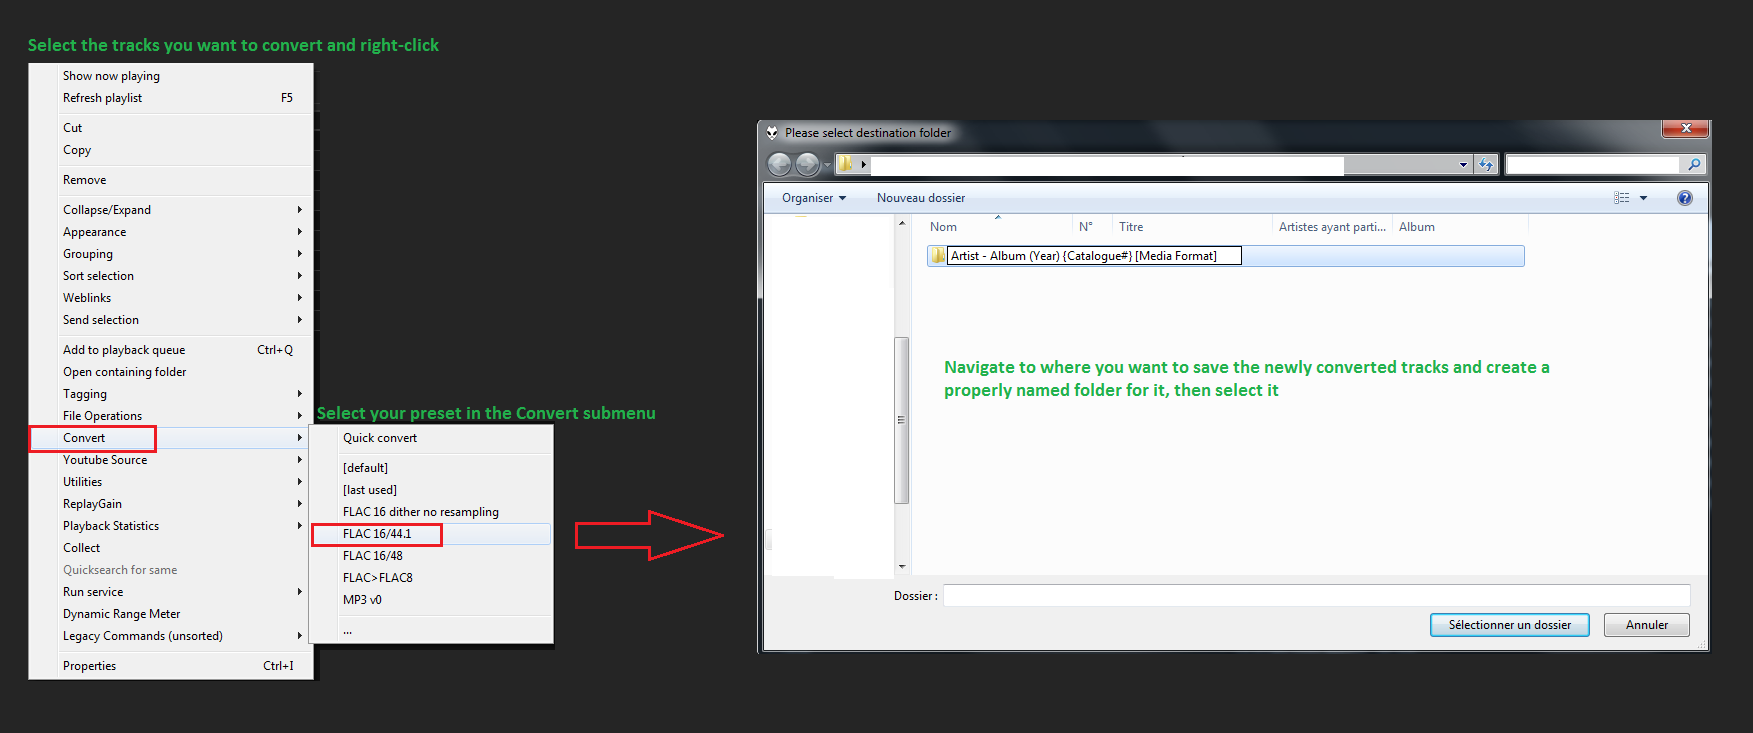 Select the tracks you want to convert and right-click
Show now playing
Refresh playlist F5
Cut
Copy
Remove
Collapse/Expand
Appearance
Grouping
Sort selection
Weblinks
Send selection
Add to playback queue Ctrl+Q
Open containing folder
Tagging
File Operations
Convert
Youtube Source
Utilities
ReplayGain
Playback Statistics
Collect
Quicksearch for same
Run service
Dynamic Range Meter
Legacy Commands (unsorted)
Properties Ctrl+I
Select your preset in the Convert submenu
Quick convert
[default]
[last used]
FLAC 16 dither no resampling
FLAC 16/44.1
FLAC 16/48
FLAC>FLAC8
MP3 v0
...
Please select destination folder
Organiser Nouveau dossier
Nom N° Titre Artistes ayant parti... Album
Artist - Album (Year) {Catalogue#} [Media Format]
Navigate to where you want to save the newly converted tracks and create a
properly named folder for it, then select it
Dossier :
Sélectionner un dossier Annuler